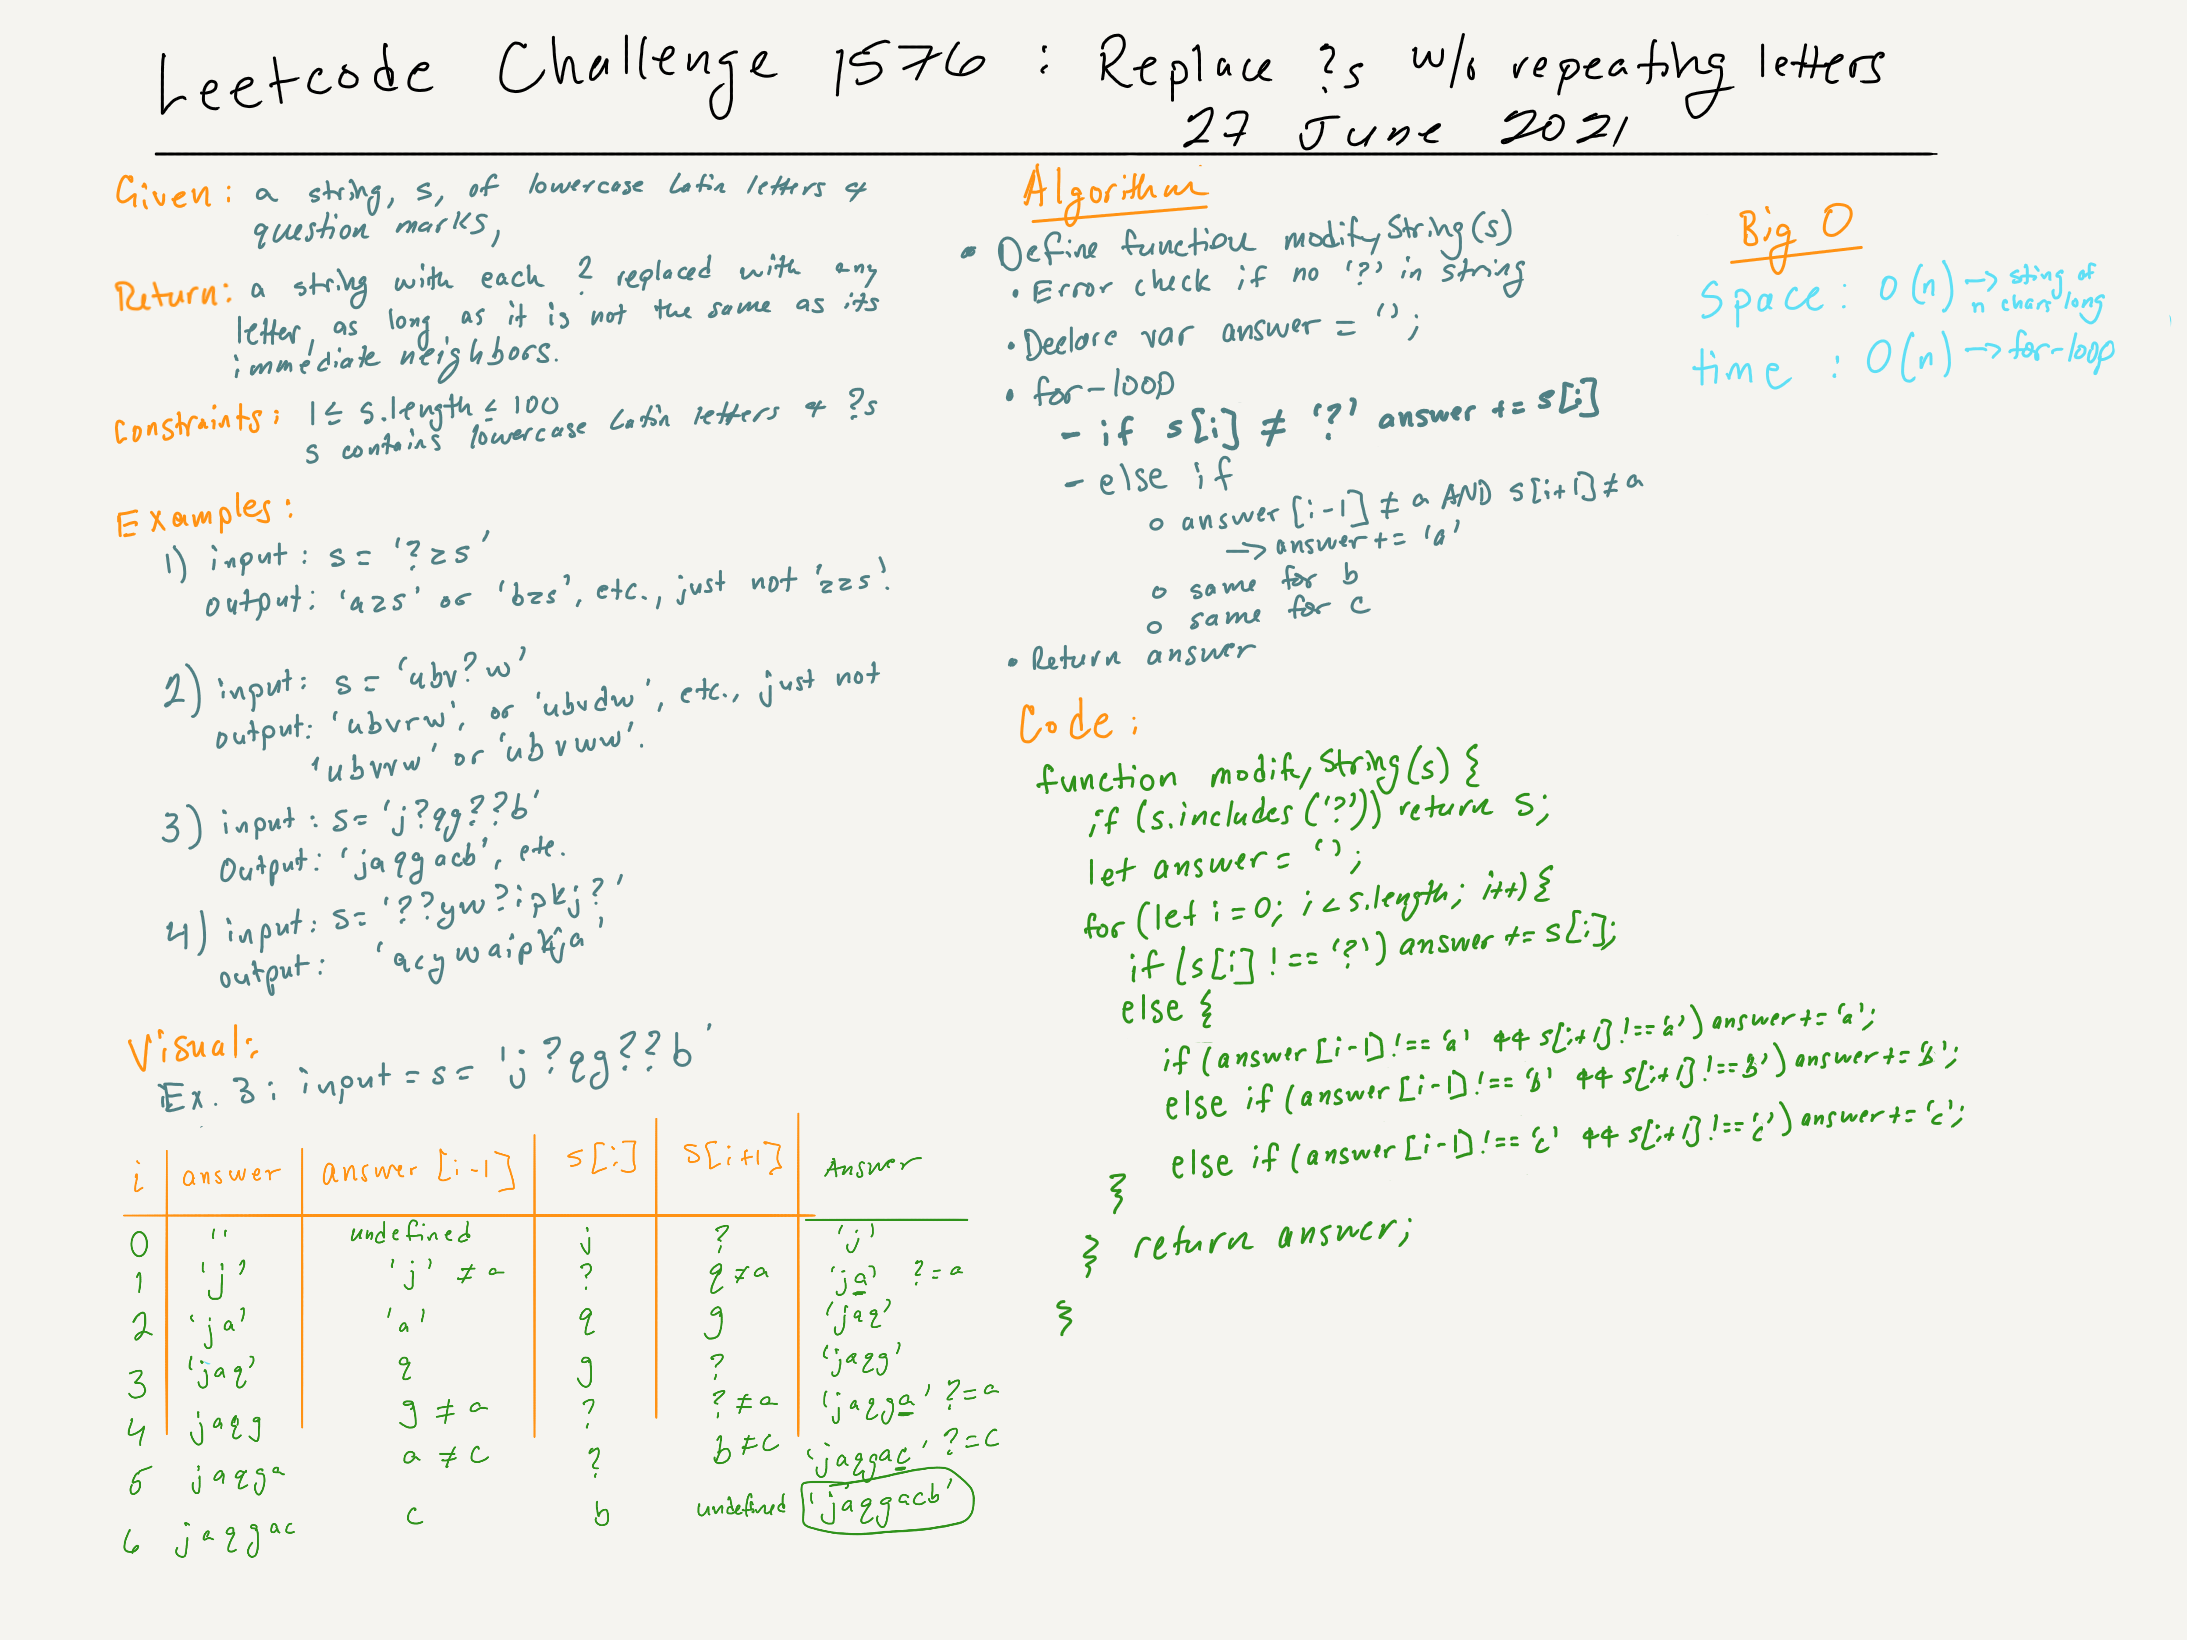 Leetcode Challenge 1576 : Replace ?s w/o repeating letters
27 June 2021
Given: a string, s, of lowercase Latin letters &
question marks,
Return: a string with each ? replaced with any
letter, as long as it is not the same as its
immediate neighbors.
Constraints: 1 ≤ s.length ≤ 100
s contains lowercase Latin letters & ?s
Examples:
1) input: s = '?zs'
output: 'azs' or 'bzs', etc., just not 'zzs'.
2) input: s = 'ubv?w'
output: 'ubvrw', or 'ubvdw', etc., just not
'ubvvw' or 'ubvww'.
3) input: s = 'j?qg??b'
Output: 'jaqgacb', etc.
4) input: s = '??yw?ipkj?'
output: 'acywaipkja'
Visual:
Ex. 3: input = s = 'j?qg??b'
i answer answer [i-1] s[i] s[i+1] Answer
0 '' undefined j ? 'j'
1 'j' 'j' ≠ a ? q ≠ a 'ja' ? = a
2 'ja' 'a' q g 'jaq'
3 'jaq' q g ? 'jaqg'
4 jaqg g ≠ a ? ? ≠ a 'jaqga' ? = a
5 jaqga a ≠ c ? b ≠ c 'jaqgac' ? = c
6 jaqgac c b undefined 'jaqgacb'
Algorithm
• Define function modifyString(s)
• Error check if no '?' in string
• Declare var answer = '';
• for-loop
- if s[i] ≠ '?' answer += s[i]
- else if
o answer [i-1] ≠ a AND s[i+1] ≠ a
→ answer += 'a'
o same for b
o same for c
• Return answer
Big O
Space: O(n) → sting of
n chars long
time : O(n) → for-loop
Code:
function modifyString(s) {
if (s.includes('?')) return s;
let answer = '';
for (let i = 0; i < s.length; i++) {
if (s[i] !== '?') answer += s[i];
else {
if (answer [i-1] !== 'a' && s[i+1] !== 'a') answer += 'a';
else if (answer [i-1] !== 'b' && s[i+1] !== 'b') answer += 'b';
else if (answer [i-1] !== 'c' && s[i+1] !== 'c') answer += 'c';
}
} return answer;
}